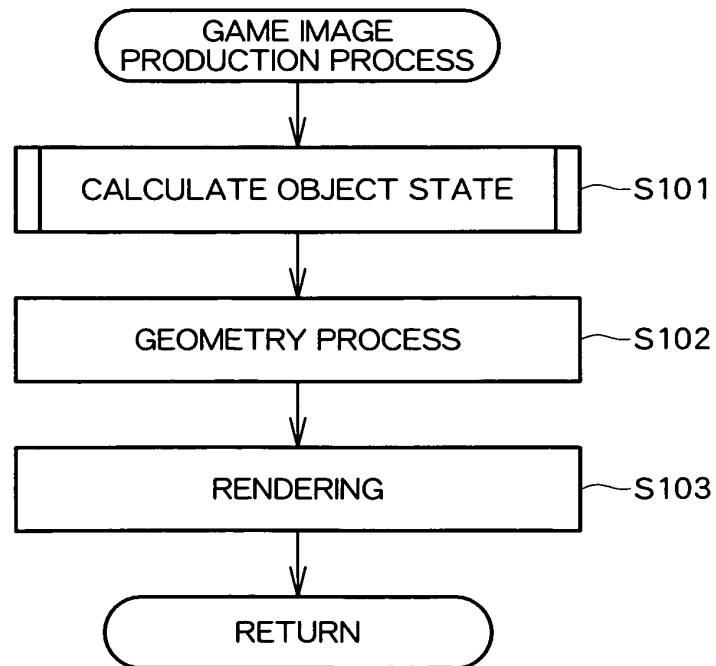 GAME IMAGE
PRODUCTION PROCESS
CALCULATE OBJECT STATE
S101
GEOMETRY PROCESS
S102
RENDERING
S103
RETURN